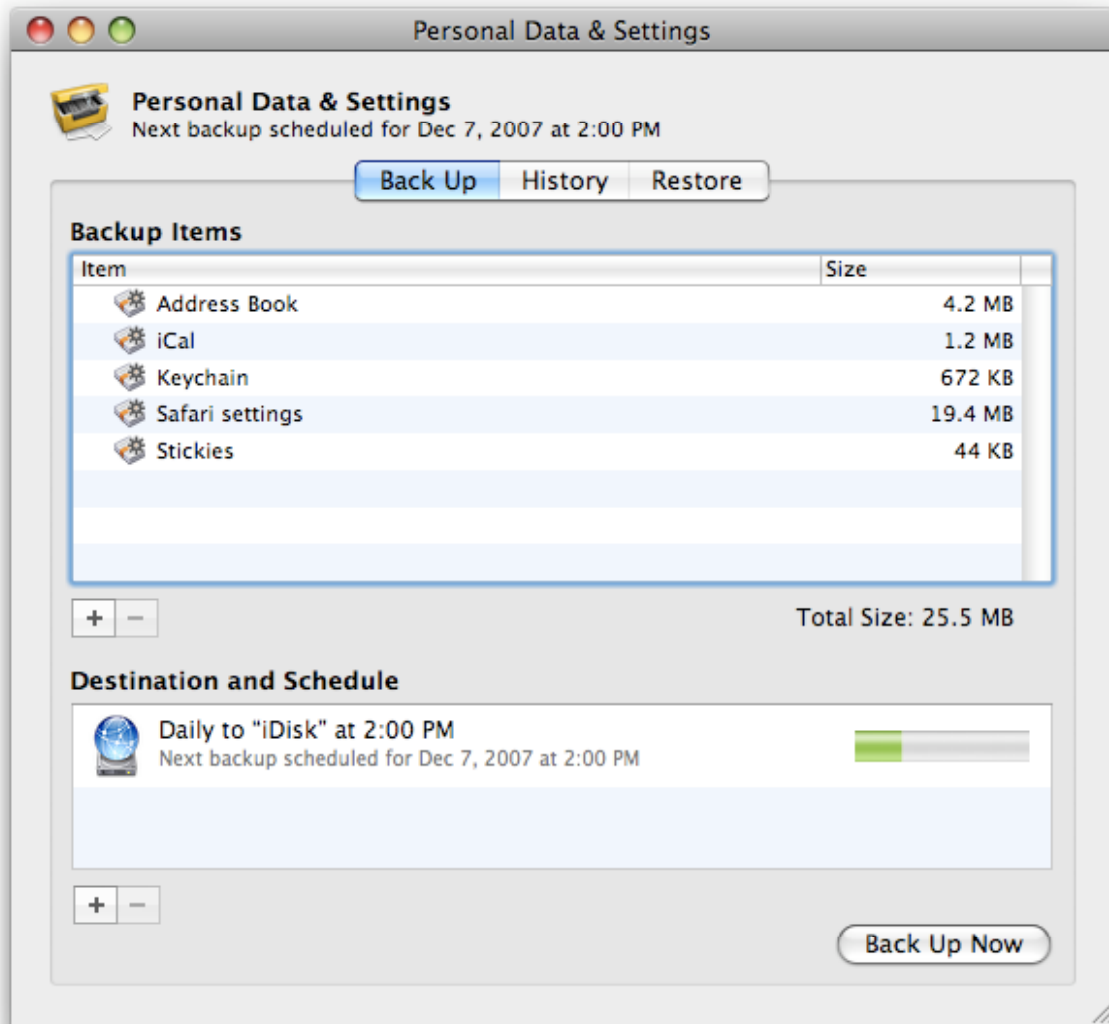 Personal Data & Settings
Personal Data & Settings
Next backup scheduled for Dec 7, 2007 at 2:00 PM
Back Up History Restore
Backup Items
Item Size
Address Book 4.2 MB
iCal 1.2 MB
Keychain 672 KB
Safari settings 19.4 MB
Stickies 44 KB
+ −
Total Size: 25.5 MB
Destination and Schedule
Daily to “iDisk” at 2:00 PM
Next backup scheduled for Dec 7, 2007 at 2:00 PM
+ −
Back Up Now